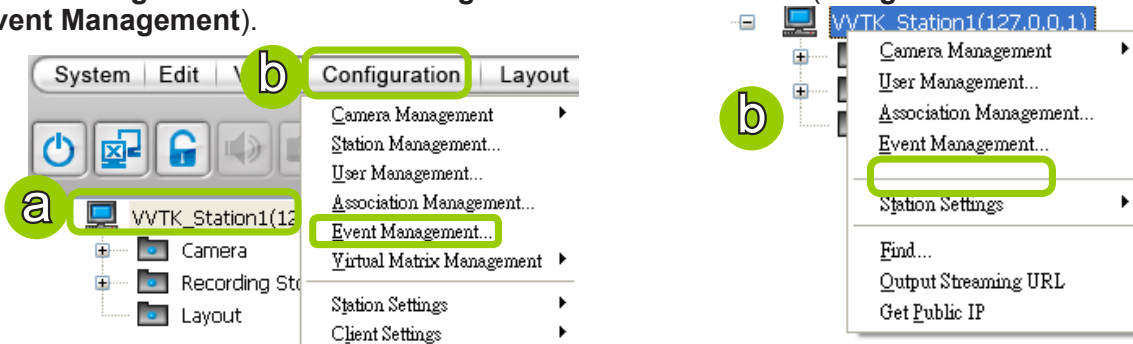 vent Management).
System Edit V b Configuration Layout
Camera Management
Station Management...
User Management...
Association Management...
Event Management...
Virtual Matrix Management
Station Settings
Client Settings
a
VVTK_Station1(12
Camera
Recording Sto
Layout
VVTK_Station1(127.0.0.1)
b
Camera Management
User Management...
Association Management...
Event Management...
Station Settings
Find...
Output Streaming URL
Get Public IP